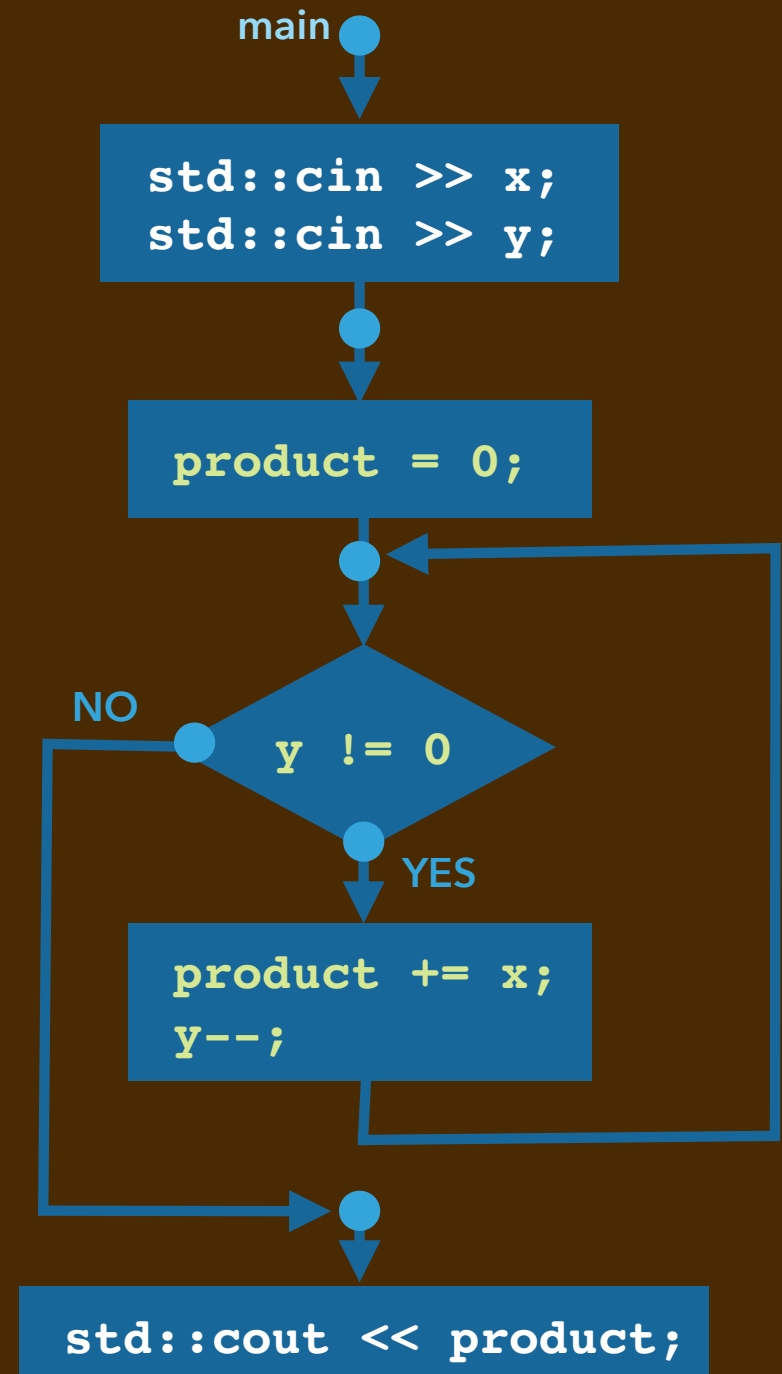 main
std::cin >> x;
std::cin >> y;
product = 0;
NO
y != 0
YES
product += x;
y--;
std::cout << product;